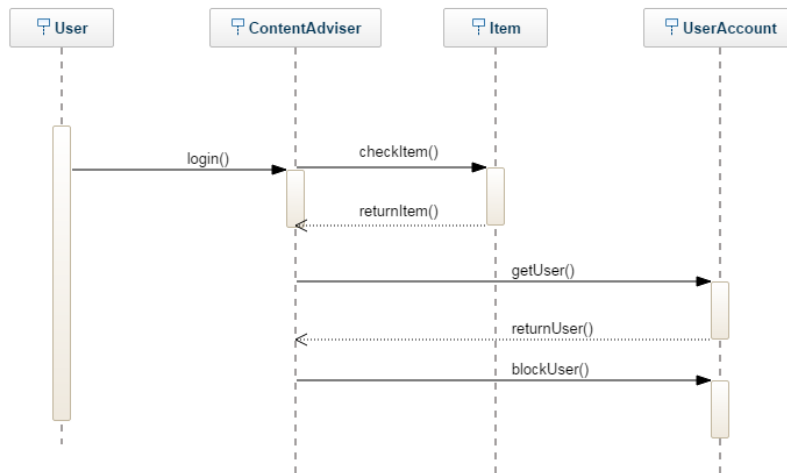 User
ContentAdviser
Item
UserAccount
login()
checkItem()
returnItem()
getUser()
returnUser()
blockUser()